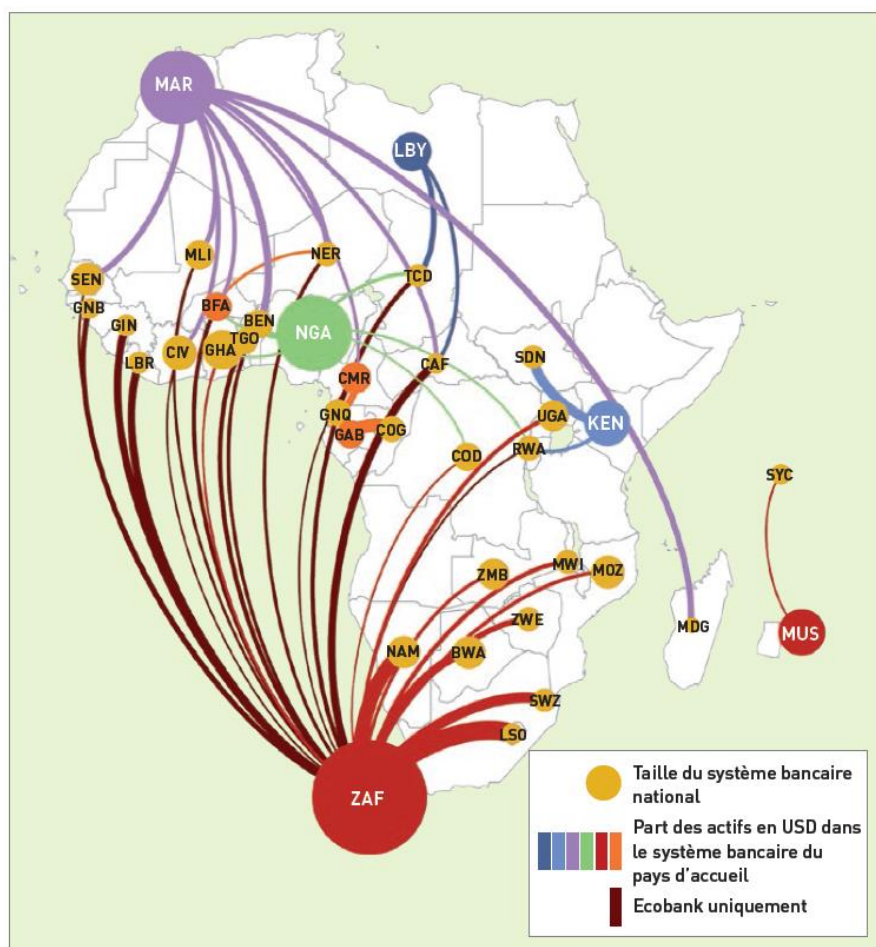 MAR
LBY
SEN
MLI
NER
TCD
GNB
BFA
GIN
BEN
NGA
TGO
LBR
CIV
GHA
CAF
SDN
CMR
GNQ
GAB
COG
UGA
KEN
COD
RWA
SYC
ZMB
MWI
MOZ
ZWE
MDG
MUS
NAM
BWA
SWZ
LSO
ZAF
Taille du système bancaire
national
Part des actifs en USD dans
le système bancaire du
pays d'accueil
Ecobank uniquement